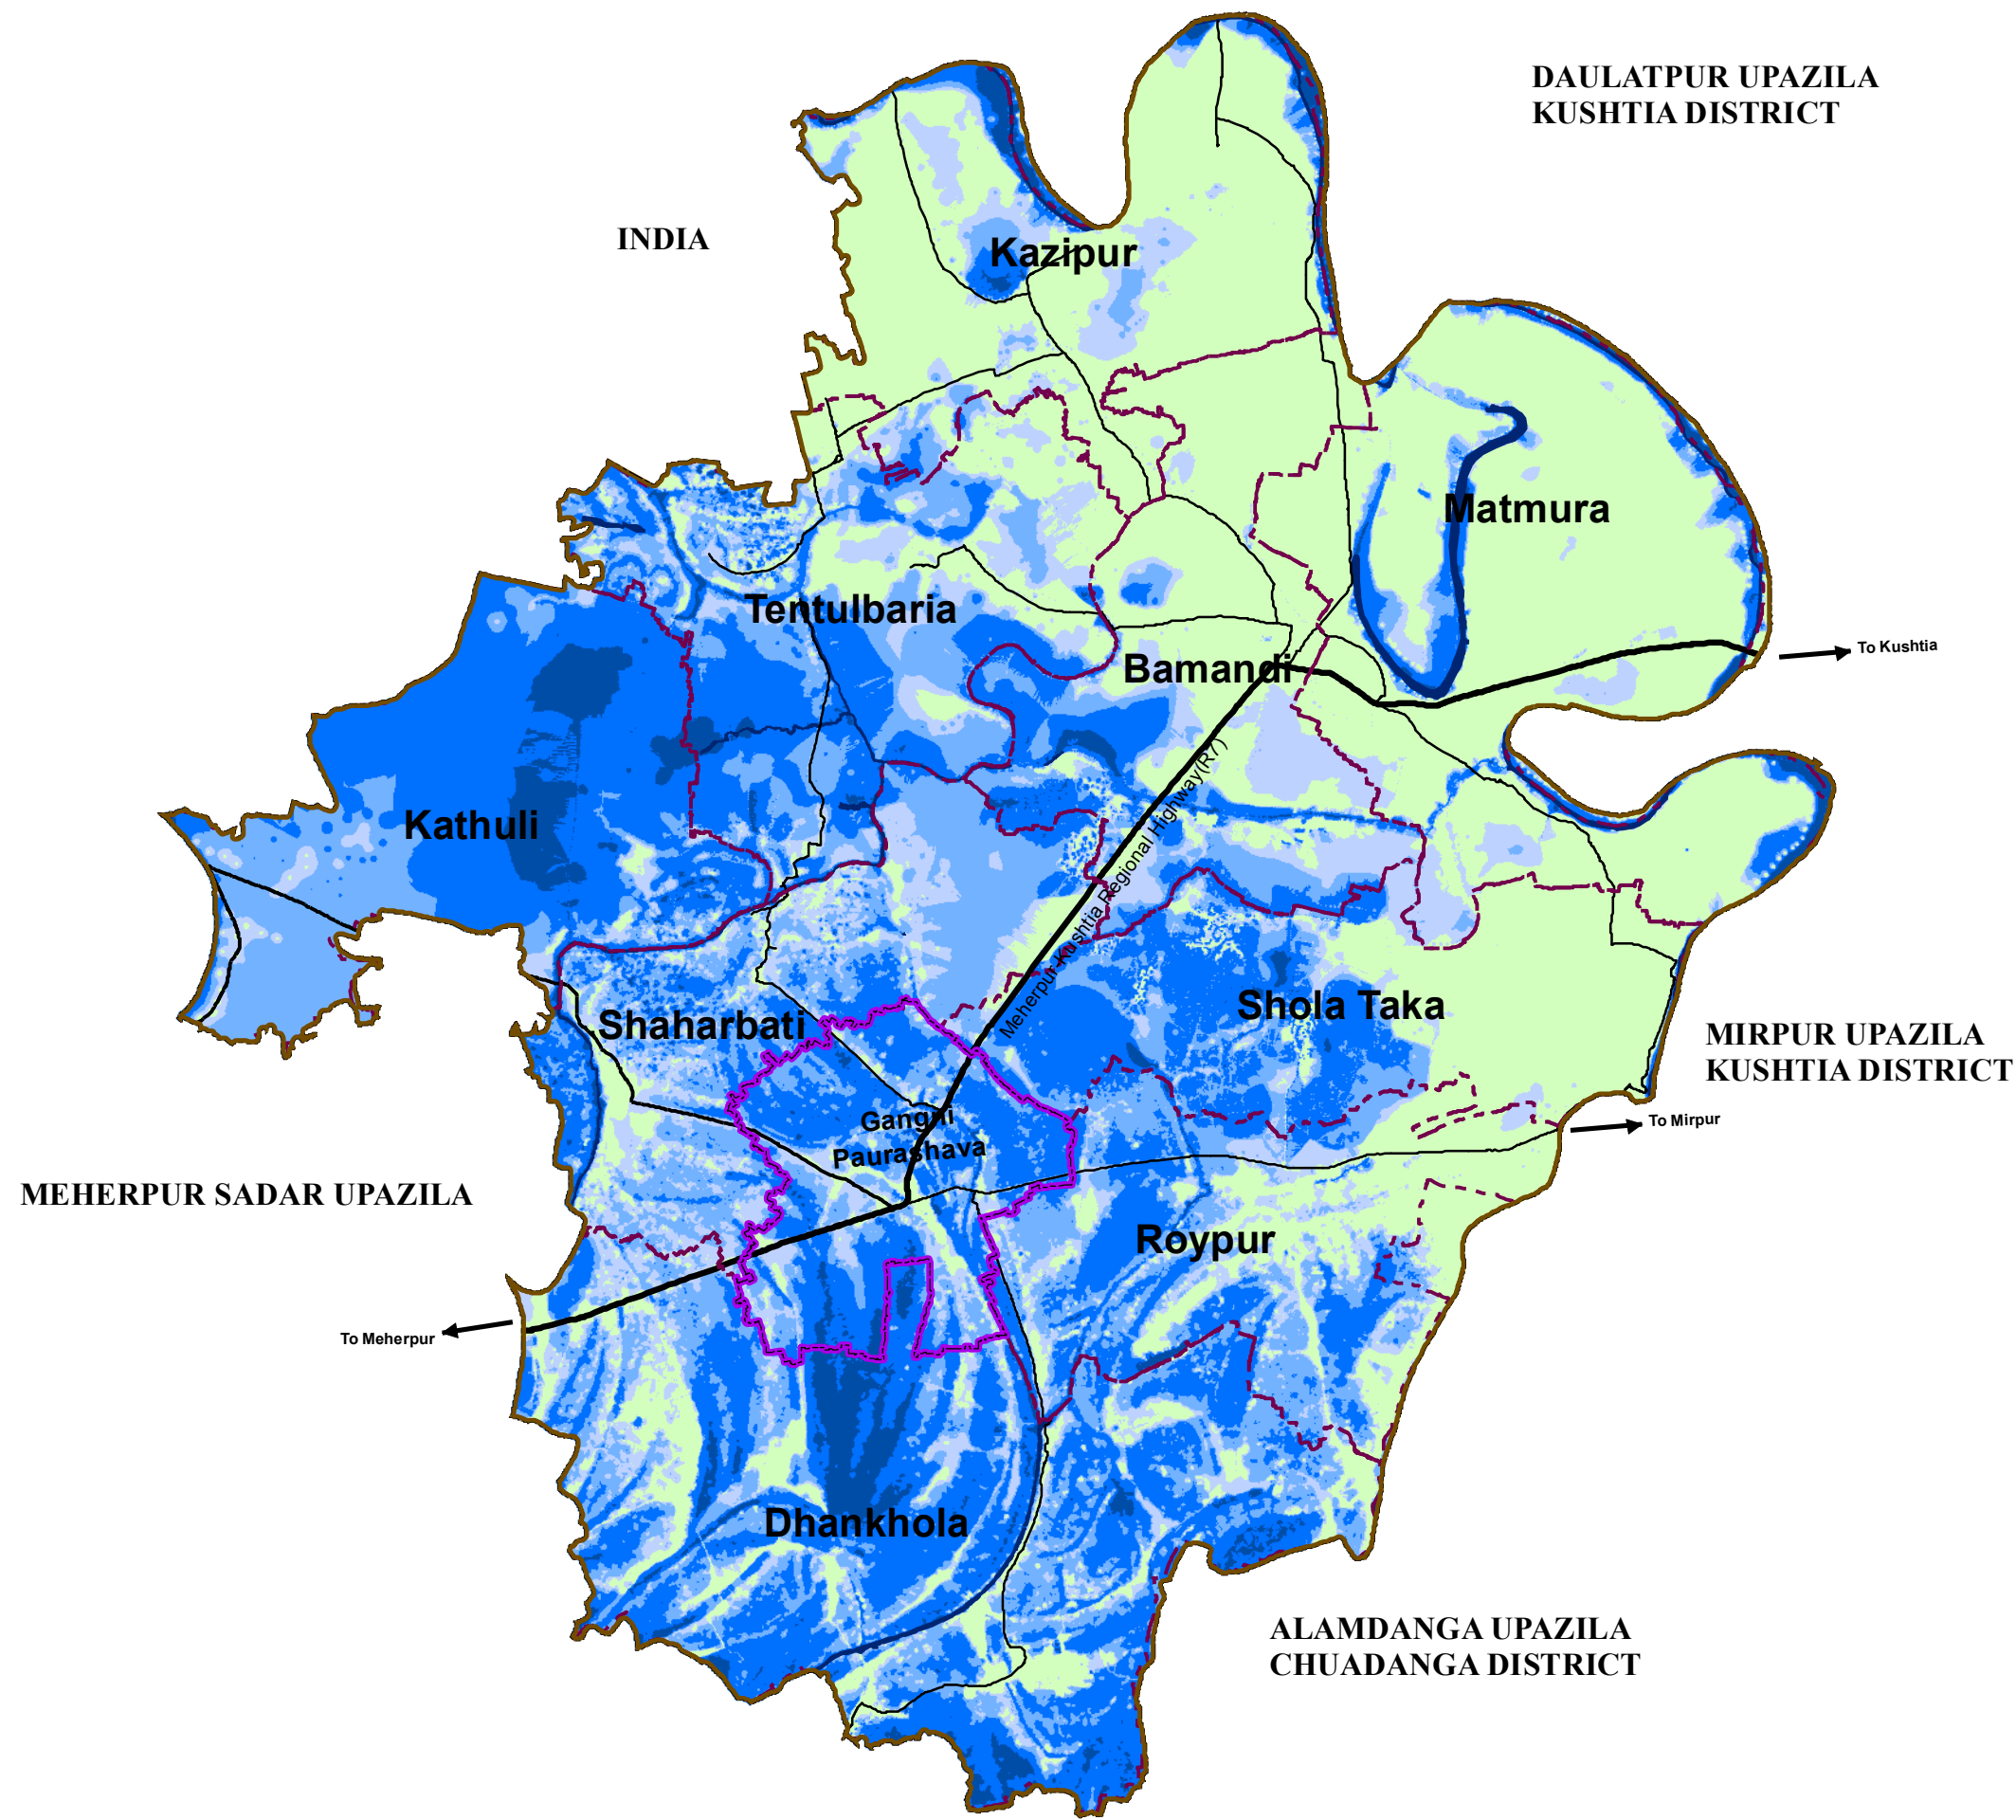 DAULATPUR UPAZILA
KUSHTIA DISTRICT
INDIA
Kazipur
Matmura
Tentulbaria
To Kushtia
Bamandi
Meherpur Kushtia Regional Highway(R7)
Kathuli
Shola Taka
Shaharbati
MIRPUR UPAZILA
KUSHTIA DISTRICT
Gangni
Paurashava
To Mirpur
MEHERPUR SADAR UPAZILA
Roypur
To Meherpur
Dhankhola
ALAMDANGA UPAZILA
CHUADANGA DISTRICT